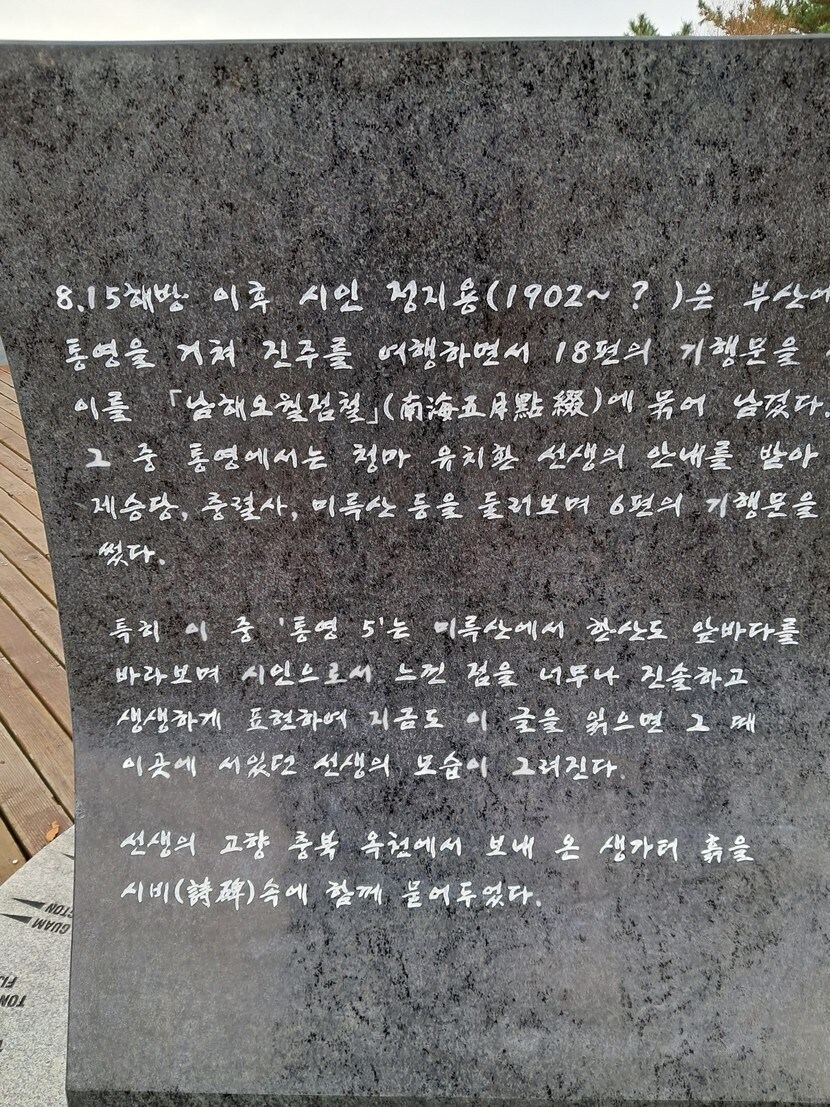 8.15해방 이후 시인 정지용(1902~ ? )은 부산에
통영을 거쳐 진주를 여행하면서 18편의 기행문을
이를 「남해오월점철」(南海五月點綴)에 묶어 남겼다.
그 중 통영에서는 청마 유치환 선생의 안내를 받아
제승당, 충렬사, 미륵산 등을 둘러보며 6편의 기행문을
썼다.
특히 이 중 '통영 5'는 미륵산에서 한산도 앞바다를
바라보며 시인으로서 느낀 점을 너무나 진솔하고
생생하게 표현하여 지금도 이 글을 읽으면 그 때
이곳에 서있던 선생의 모습이 그려진다.
선생의 고향 충북 옥천에서 보내 온 생가터 흙을
시비(詩碑)속에 함께 묻어두었다.
GUAM